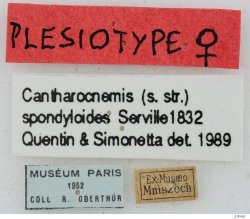 PLESIOTYPE ♀
Cantharocnemis (s. str.)
spondyloides Serville1832
Quentin & Simonetta det. 1989
MUSÉUM PARIS
1952
COLL R. OBERTHÜR
Ex-Musæo
Mniszech